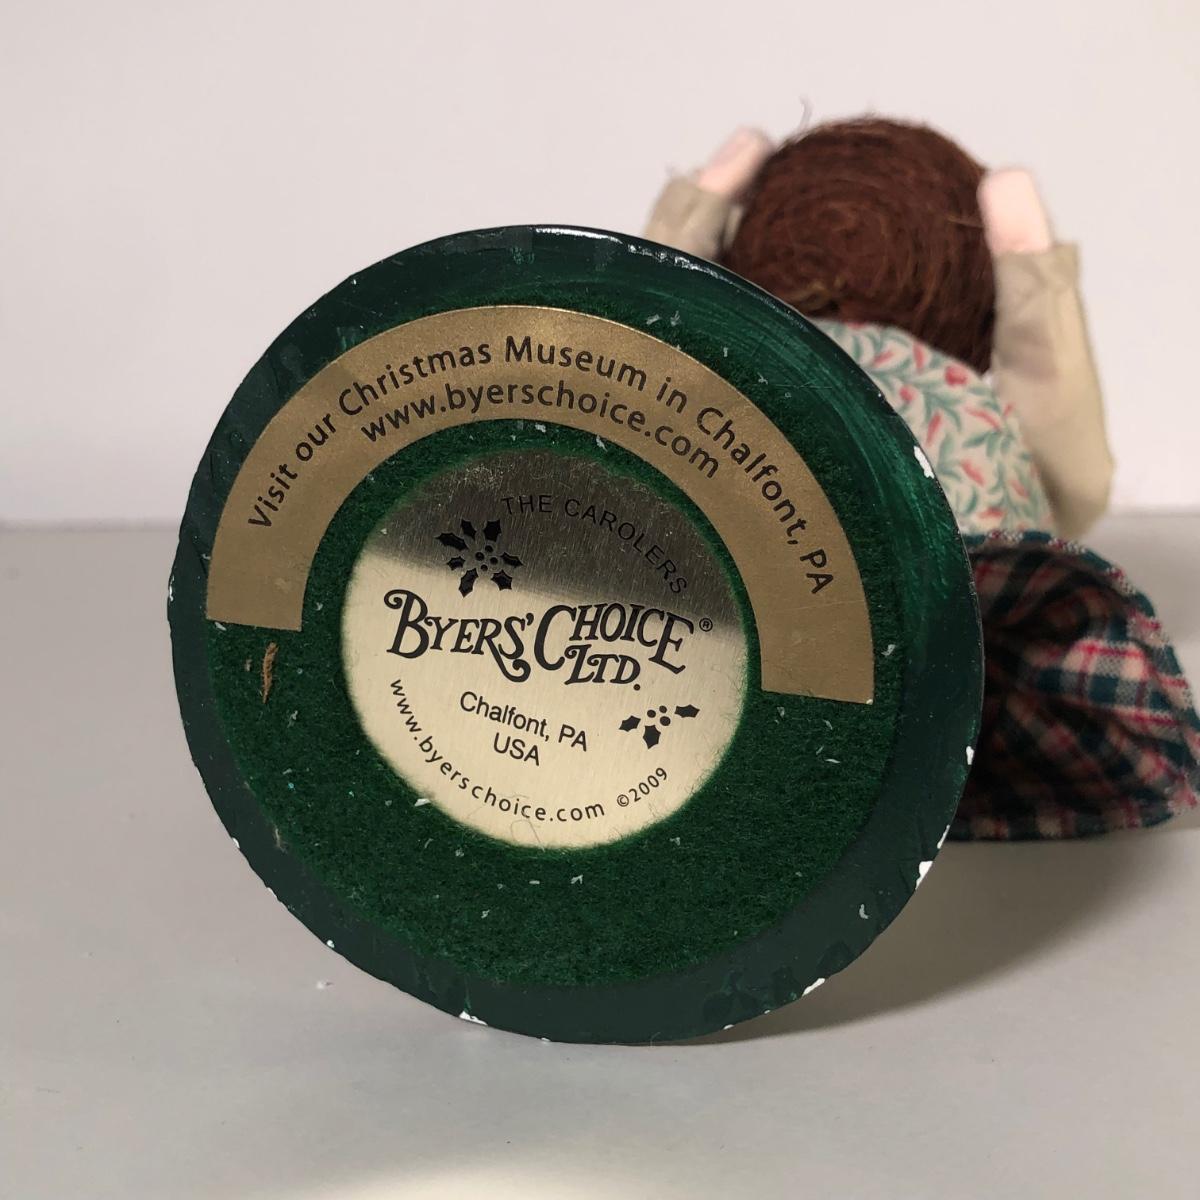 Visit our Christmas Museum in Chalfont, PA
www.byerschoice.com
THE CAROLERS
BYERS' CHOICE®
LTD.
Chalfont, PA
USA
www.byerschoice.com ©2009